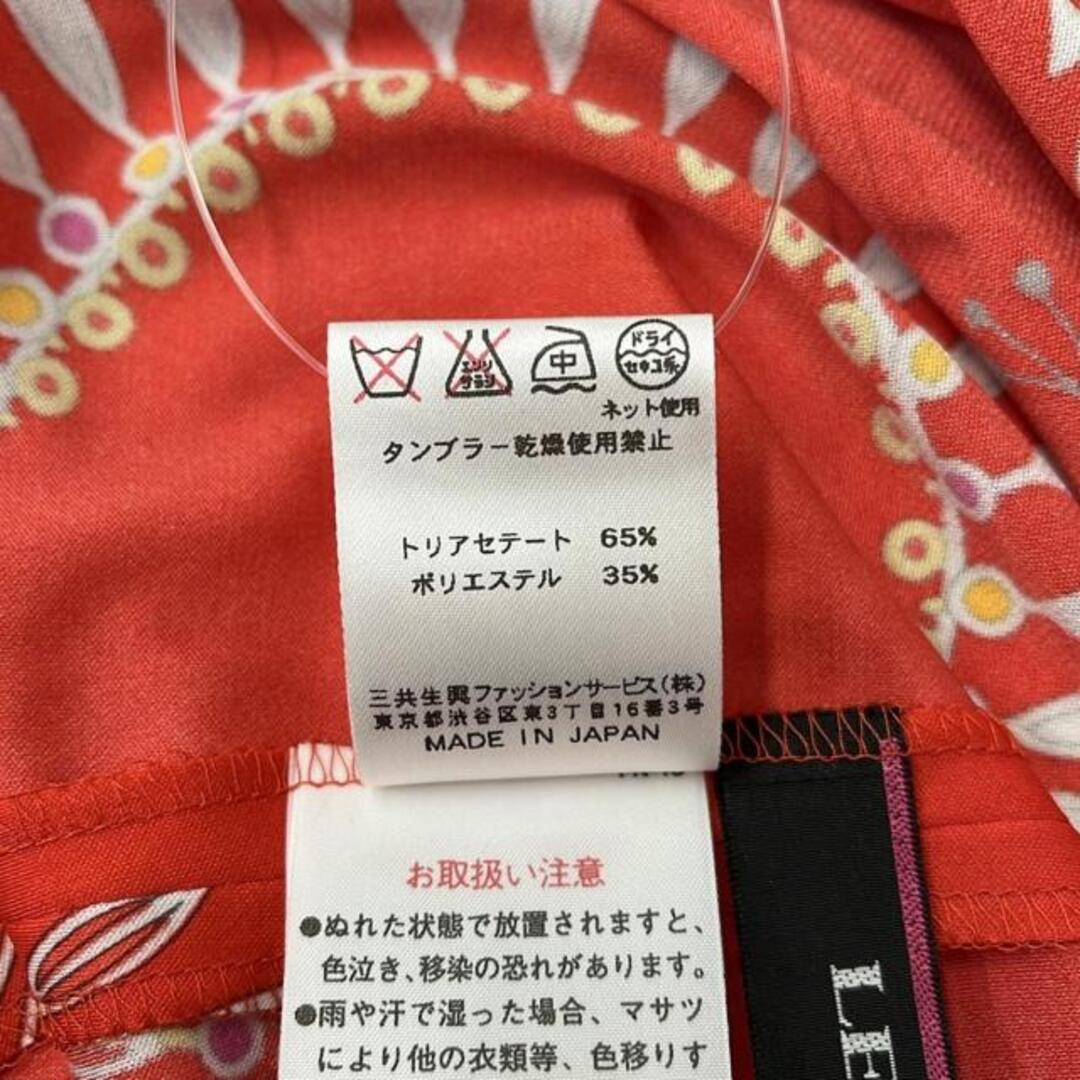 エンソ
サラシ
中
ドライ
セキユ系
ネット使用
タンブラー乾燥使用禁止
トリアセテート 65%
ポリエステル 35%
三共生興ファッションサービス(株)
東京都渋谷区東3丁目16番3号
MADE IN JAPAN
お取扱い注意
●ぬれた状態で放置されますと、
色泣き、移染の恐れがあります。
●雨や汗で湿った場合、マサツ
により他の衣類等、色移りす